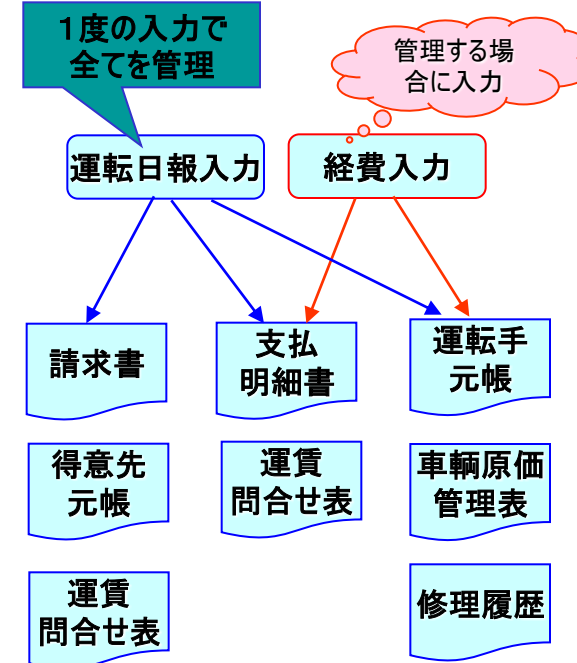 1度の入力で
全てを管理
管理する場
合に入力
運転日報入力
経費入力
請求書
支払
明細書
運転手
元帳
得意先
元帳
運賃
問合せ表
車輌原価
管理表
運賃
問合せ表
修理履歴